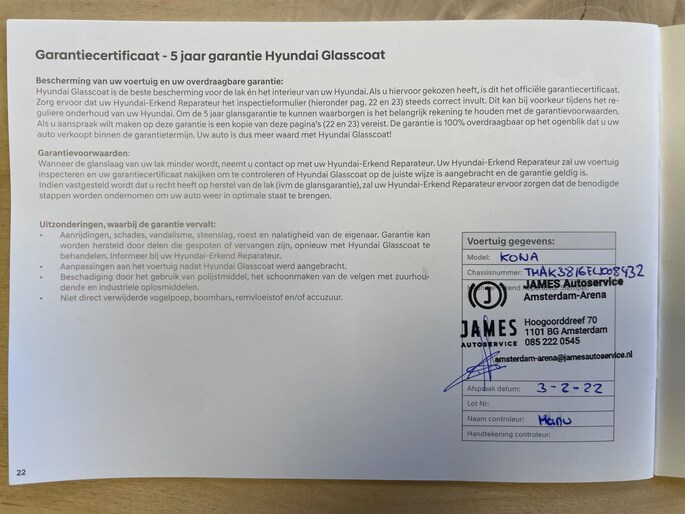 Garantiecertificaat - 5 jaar garantie Hyundai Glasscoat
Bescherming van uw voertuig en uw overdraagbare garantie:
Hyundai Glasscoat is de beste bescherming voor de lak én het interieur van uw Hyundai. Als u hiervoor gekozen heeft, is dit het officiële garantiecertificaat.
Zorg ervoor dat uw Hyundai-Erkend Reparateur het inspectieformulier (hieronder pag. 22 en 23) steeds correct invult. Dit kan bij voorkeur tijdens het re-
guliere onderhoud van uw Hyundai. Om de 5 jaar glansgarantie te kunnen waarborgen is het belangrijk rekening te houden met de garantievoorwaarden.
Als u aanspraak wilt maken op deze garantie is een kopie van deze pagina's (22 en 23) vereist. De garantie is 100% overdraagbaar op het ogenblik dat u uw
auto verkoopt binnen de garantietermijn. Uw auto is dus meer waard met Hyundai Glasscoat!
Garantievoorwaarden:
Wanneer de glanslaag van uw lak minder wordt, neemt u contact op met uw Hyundai-Erkend Reparateur. Uw Hyundai-Erkend Reparateur zal uw voertuig
inspecteren en uw garantiecertificaat nakijken om te controleren of Hyundai Glasscoat op de juiste wijze is aangebracht en de garantie geldig is.
Indien vastgesteld wordt dat u recht heeft op herstel van de lak (ivm de glansgarantie), zal uw Hyundai-Erkend Reparateur ervoor zorgen dat de benodigde
stappen worden ondernomen om uw auto weer in optimale staat te brengen.
Uitzonderingen, waarbij de garantie vervalt:
• Aanrijdingen, schades, vandalisme, steenslag, roest en nalatigheid van de eigenaar. Garantie kan
worden hersteld door delen die gespoten of vervangen zijn, opnieuw met Hyundai Glasscoat te
behandelen. Informeer bij uw Hyundai-Erkend Reparateur.
• Aanpassingen aan het voertuig nadat Hyundai Glasscoat werd aangebracht.
• Beschadiging door het gebruik van polijstmiddel, het schoonmaken van de velgen met zuurhou-
dende en industriele oplosmiddelen.
• Niet direct verwijderde vogelpoep, boomhars, remvloeistof en/of accuzuur.
Voertuig gegevens:
Model: KONA
Chassisnummer: TMAK3816FLJ008932
JAMES Autoservice
Amsterdam-Arena
JAMES
AUTOSERVICE
Hoogoorddreef 70
1101 BG Amsterdam
085 222 0545
amsterdam-arena@jamesautoservice.nl
Afspraak datum: 3-2-22
Lot Nr:
Naam controleur: Manu
Handtekening controleur:
22